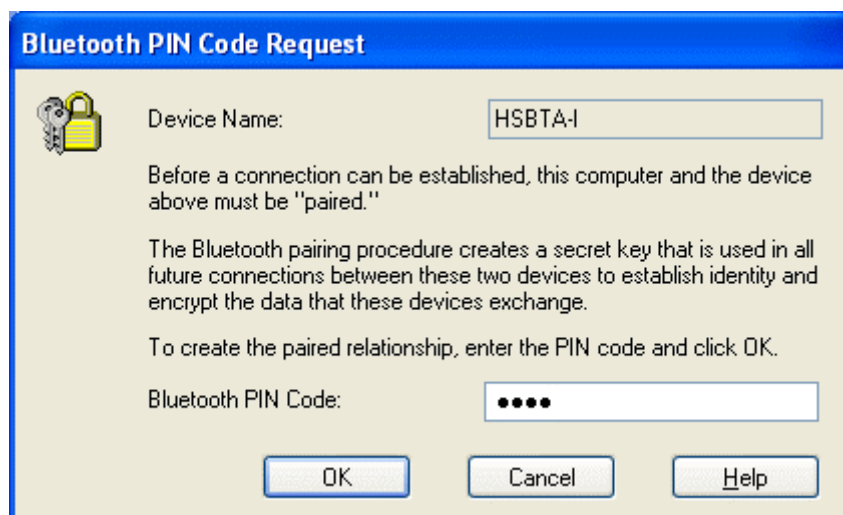 Bluetooth PIN Code Request
Device Name: HSBTA-I
Before a connection can be established, this computer and the device
above must be "paired."
The Bluetooth pairing procedure creates a secret key that is used in all
future connections between these two devices to establish identity and
encrypt the data that these devices exchange.
To create the paired relationship, enter the PIN code and click OK.
Bluetooth PIN Code: ●●●●
OK Cancel Help